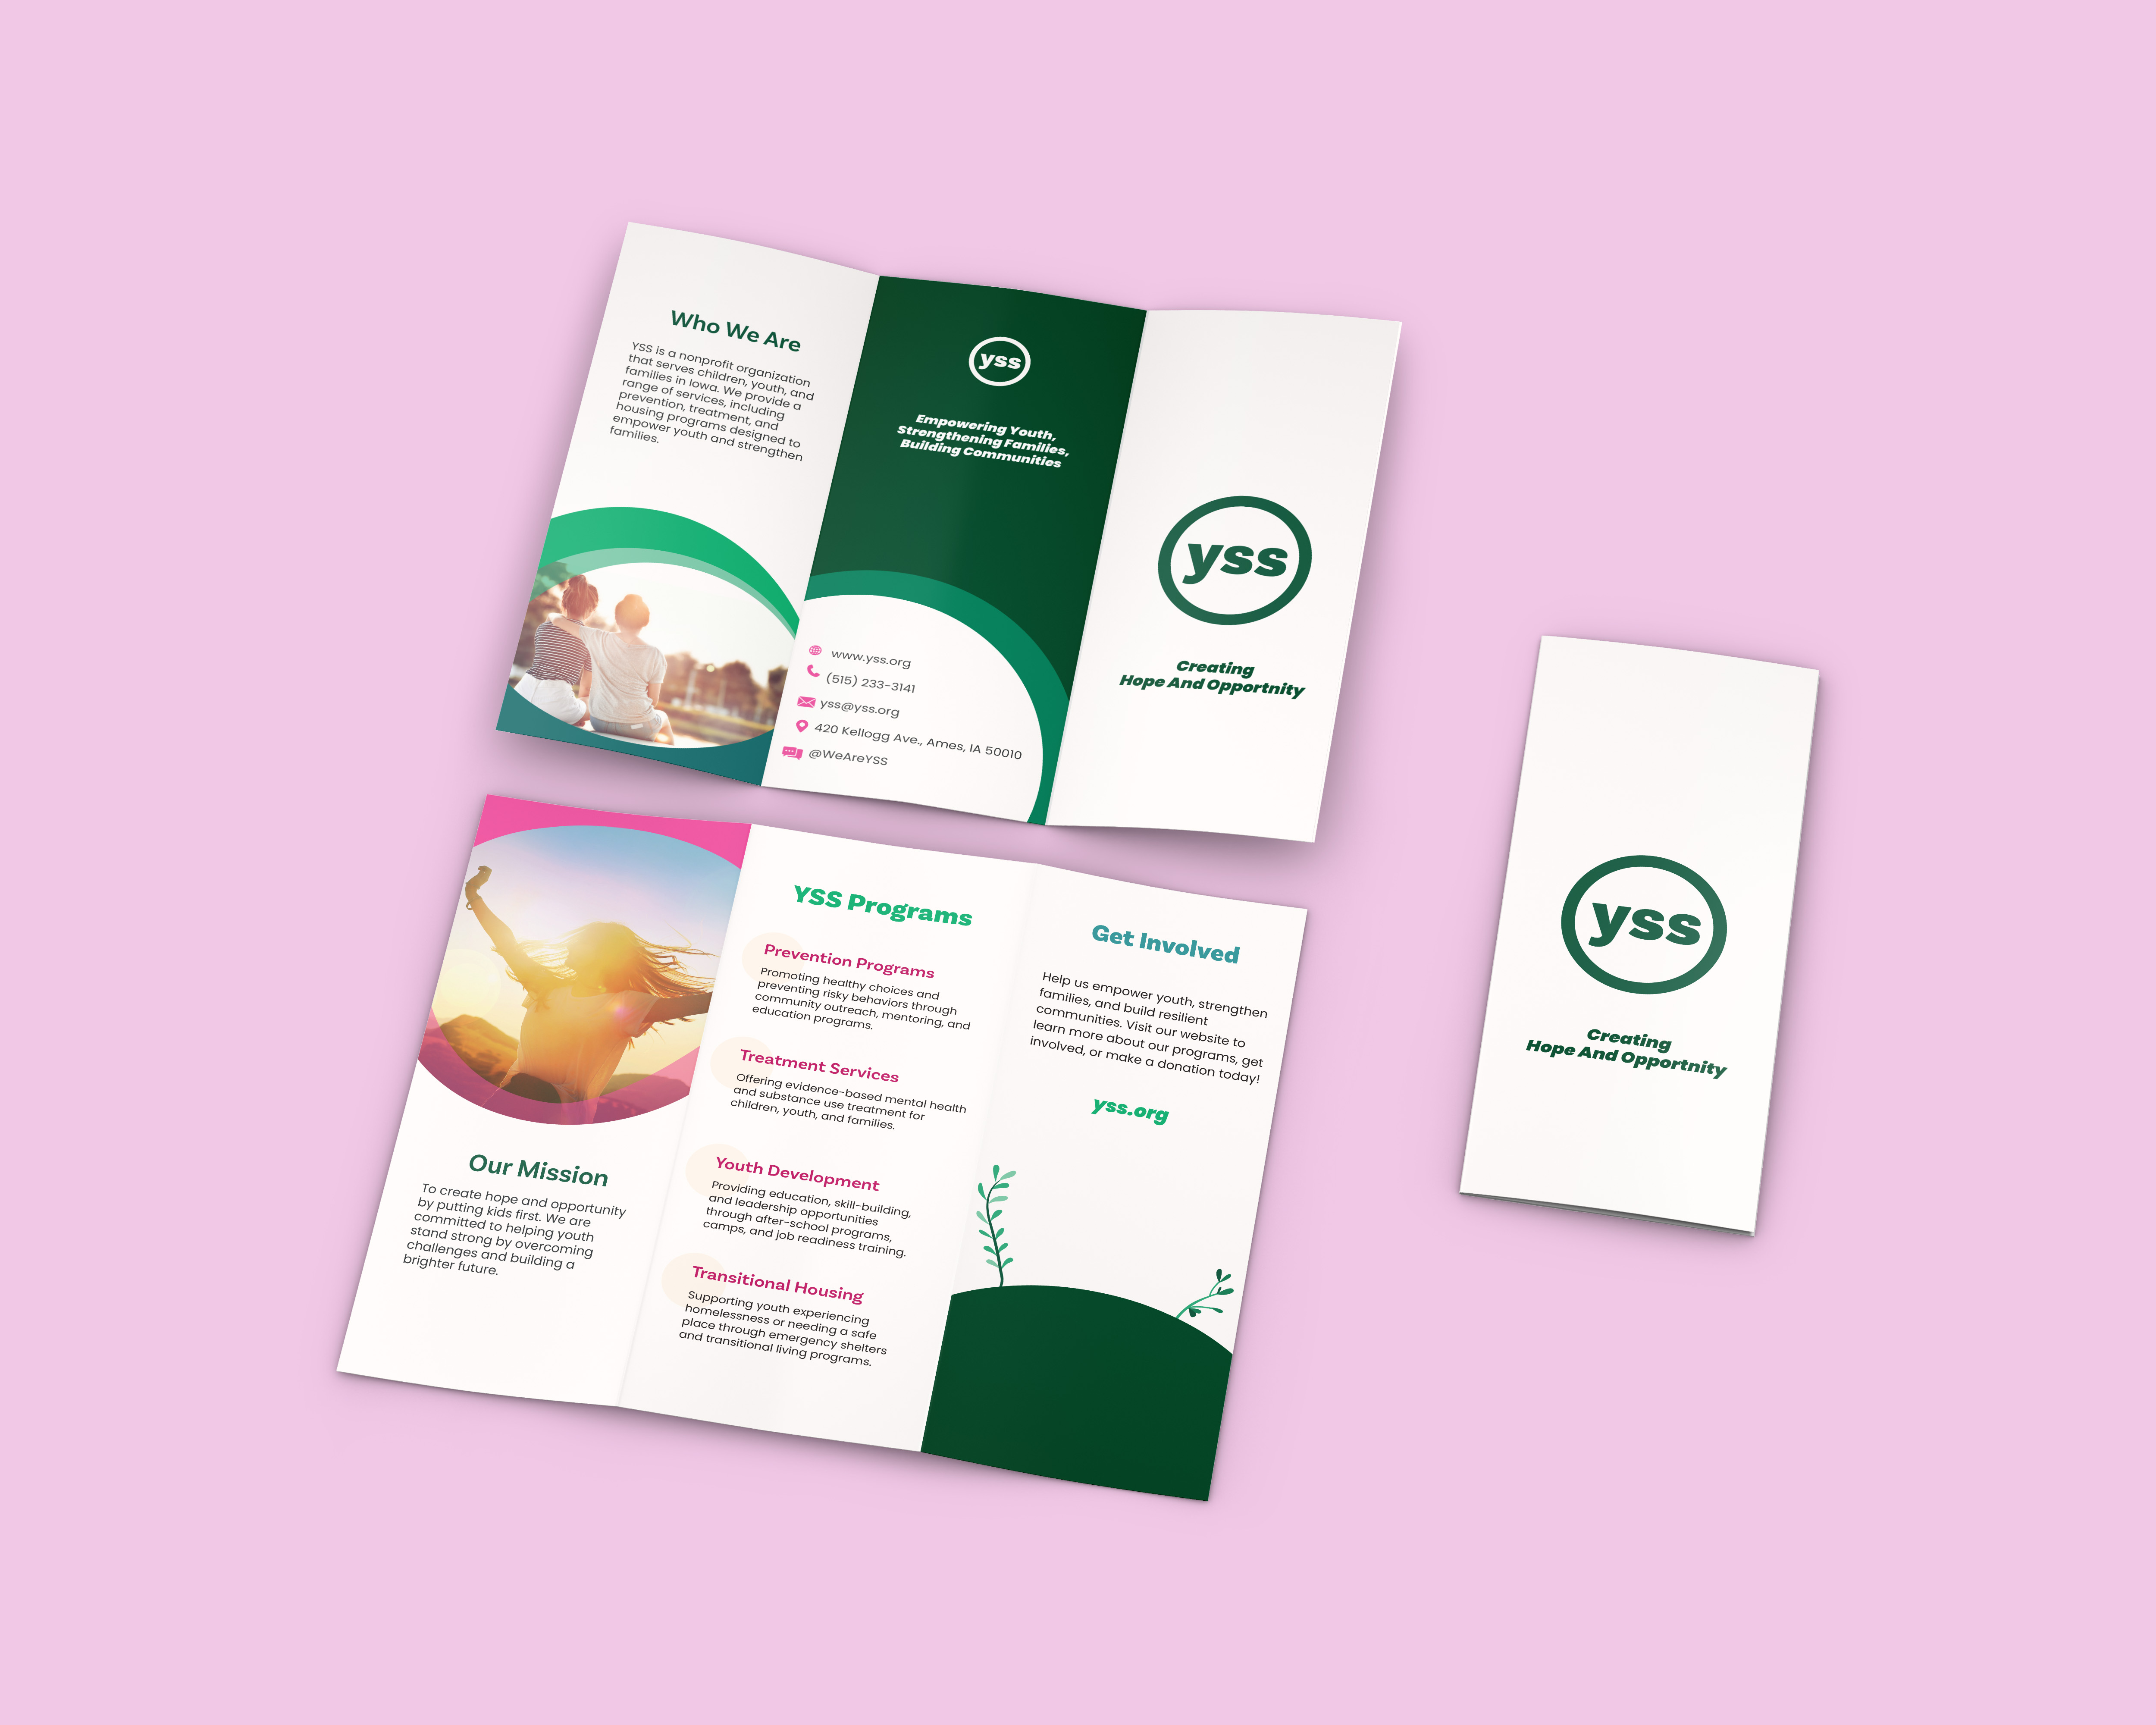 Who We Are
YSS is a nonprofit organization
that serves children, youth, and
families in Iowa. We provide a
range of services, including
prevention, treatment, and
housing programs designed to
empower youth and strengthen
families.
yss
Empowering Youth,
Strengthening Families,
Building Communities
www.yss.org
(515) 233-3141
yss@yss.org
420 Kellogg Ave., Ames, IA 50010
@WeAreYSS
yss
Creating
Hope And Opportnity
Our Mission
To create hope and opportunity
by putting kids first. We are
committed to helping youth
stand strong by overcoming
challenges and building a
brighter future.
YSS Programs
Prevention Programs
Promoting healthy choices and
preventing risky behaviors through
community outreach, mentoring, and
education programs.
Treatment Services
Offering evidence-based mental health
and substance use treatment for
children, youth, and families.
Youth Development
Providing education, skill-building,
and leadership opportunities
through after-school programs,
camps, and job readiness training.
Transitional Housing
Supporting youth experiencing
homelessness or needing a safe
place through emergency shelters
and transitional living programs.
Get Involved
Help us empower youth, strengthen
families, and build resilient
communities. Visit our website to
learn more about our programs, get
involved, or make a donation today!
yss.org
yss
Creating
Hope And Opportnity